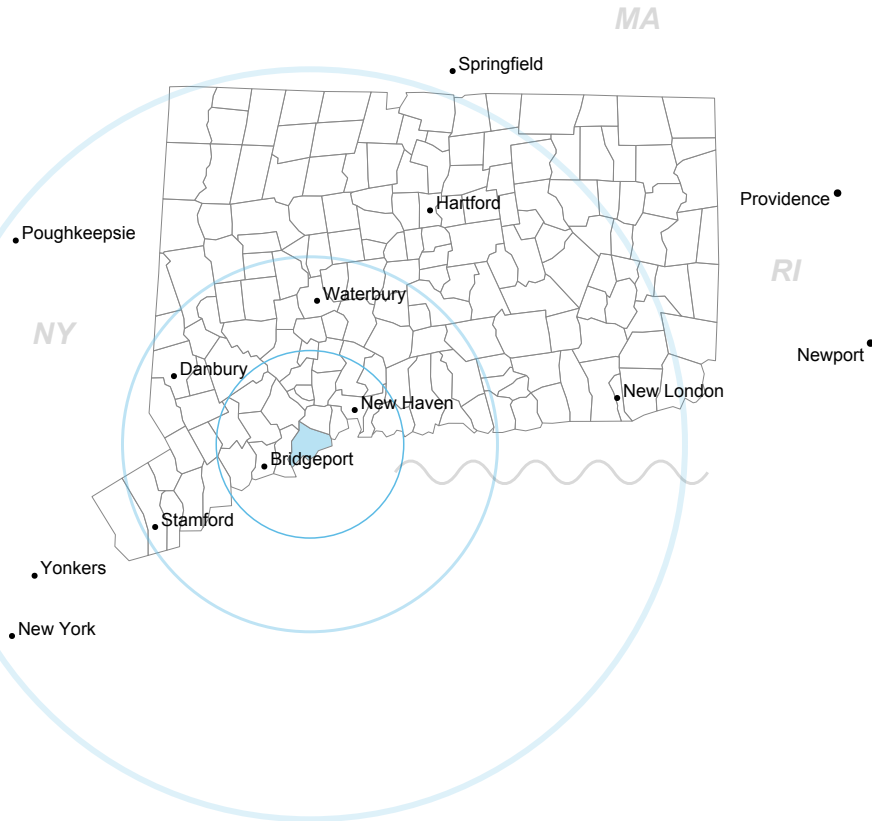 MA
Springfield
Providence
Hartford
Poughkeepsie
RI
Waterbury
NY
Newport
Danbury
New London
New Haven
Bridgeport
Stamford
Yonkers
New York